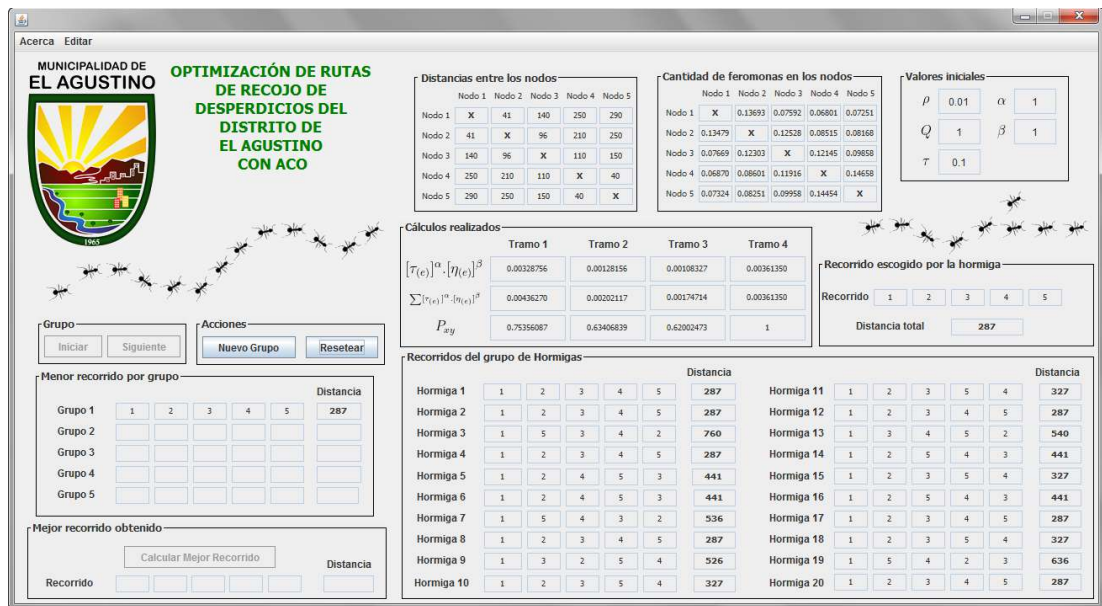 Acerca Editar
MUNICIPALIDAD DE
EL AGUSTINO
1965
OPTIMIZACIÓN DE RUTAS
DE RECOJO DE
DESPERDICIOS DEL
DISTRITO DE
EL AGUSTINO
CON ACO
Distancias entre los nodos
Nodo 1 Nodo 2 Nodo 3 Nodo 4 Nodo 5
Nodo 1 X 41 140 250 290
Nodo 2 41 X 96 210 250
Nodo 3 140 96 X 110 150
Nodo 4 250 210 110 X 40
Nodo 5 290 250 150 40 X
Cantidad de feromonas en los nodos
Nodo 1 Nodo 2 Nodo 3 Nodo 4 Nodo 5
Nodo 1 X 0.13693 0.07592 0.06801 0.07251
Nodo 2 0.13479 X 0.12528 0.08515 0.08168
Nodo 3 0.07669 0.12303 X 0.12145 0.09858
Nodo 4 0.06870 0.08601 0.11916 X 0.14658
Nodo 5 0.07324 0.08251 0.09958 0.14454 X
Valores iniciales
ρ 0.01 α 1
Q 1 β 1
τ 0.1
Cálculos realizados
Tramo 1 Tramo 2 Tramo 3 Tramo 4
[τ(e)]^α.[η(e)]^β 0.00328756 0.00128156 0.00108327 0.00361350
∑[τ(e)]^α.[η(e)]^β 0.00436270 0.00202117 0.00174714 0.00361350
Pxy 0.75356087 0.63406839 0.62002473 1
Recorrido escogido por la hormiga
Recorrido 1 2 3 4 5
Distancia total 287
Grupo
Iniciar Siguiente
Acciones
Nuevo Grupo Resetear
Menor recorrido por grupo
Distancia
Grupo 1 1 2 3 4 5 287
Grupo 2
Grupo 3
Grupo 4
Grupo 5
Mejor recorrido obtenido
Calcular Mejor Recorrido
Distancia
Recorrido
Recorridos del grupo de Hormigas
Distancia
Hormiga 1 1 2 3 4 5 287
Hormiga 2 1 2 3 4 5 287
Hormiga 3 1 5 3 4 2 760
Hormiga 4 1 2 3 4 5 287
Hormiga 5 1 2 4 5 3 441
Hormiga 6 1 2 4 5 3 441
Hormiga 7 1 5 4 3 2 536
Hormiga 8 1 2 3 4 5 287
Hormiga 9 1 3 2 5 4 526
Hormiga 10 1 2 3 5 4 327
Distancia
Hormiga 11 1 2 3 5 4 327
Hormiga 12 1 2 3 4 5 287
Hormiga 13 1 3 4 5 2 540
Hormiga 14 1 2 5 4 3 441
Hormiga 15 1 2 3 5 4 327
Hormiga 16 1 2 5 4 3 441
Hormiga 17 1 2 3 4 5 287
Hormiga 18 1 2 3 5 4 327
Hormiga 19 1 5 4 2 3 636
Hormiga 20 1 2 3 4 5 287